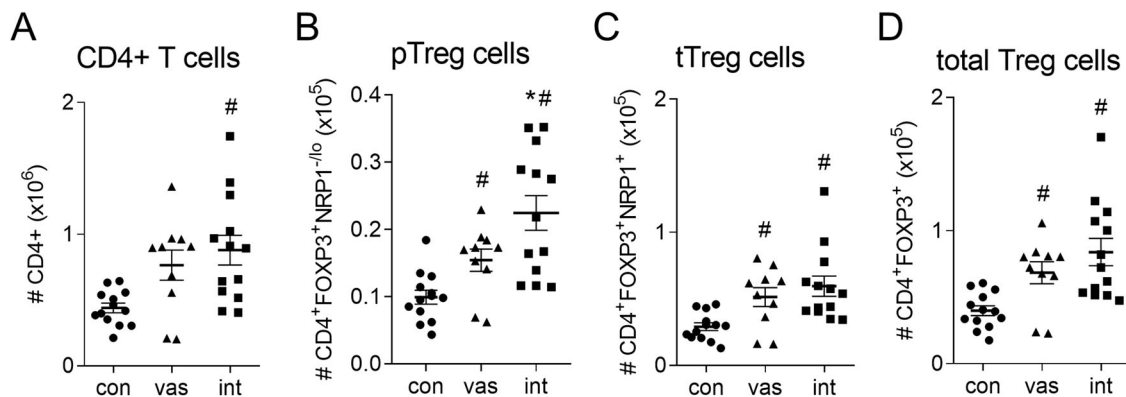 A
CD4+ T cells
# CD4+ (x10⁶)
2
1
0
#
con vas int
B
pTreg cells
# CD4⁺FOXP3⁺NRP1⁻/ˡᵒ (x10⁵)
0.4
0.3
0.2
0.1
0.0
#
*#
con vas int
C
tTreg cells
# CD4⁺FOXP3⁺NRP1⁺ (x10⁵)
2
1
0
#
#
con vas int
D
total Treg cells
# CD4⁺FOXP3⁺ (x10⁵)
2
1
0
#
#
con vas int